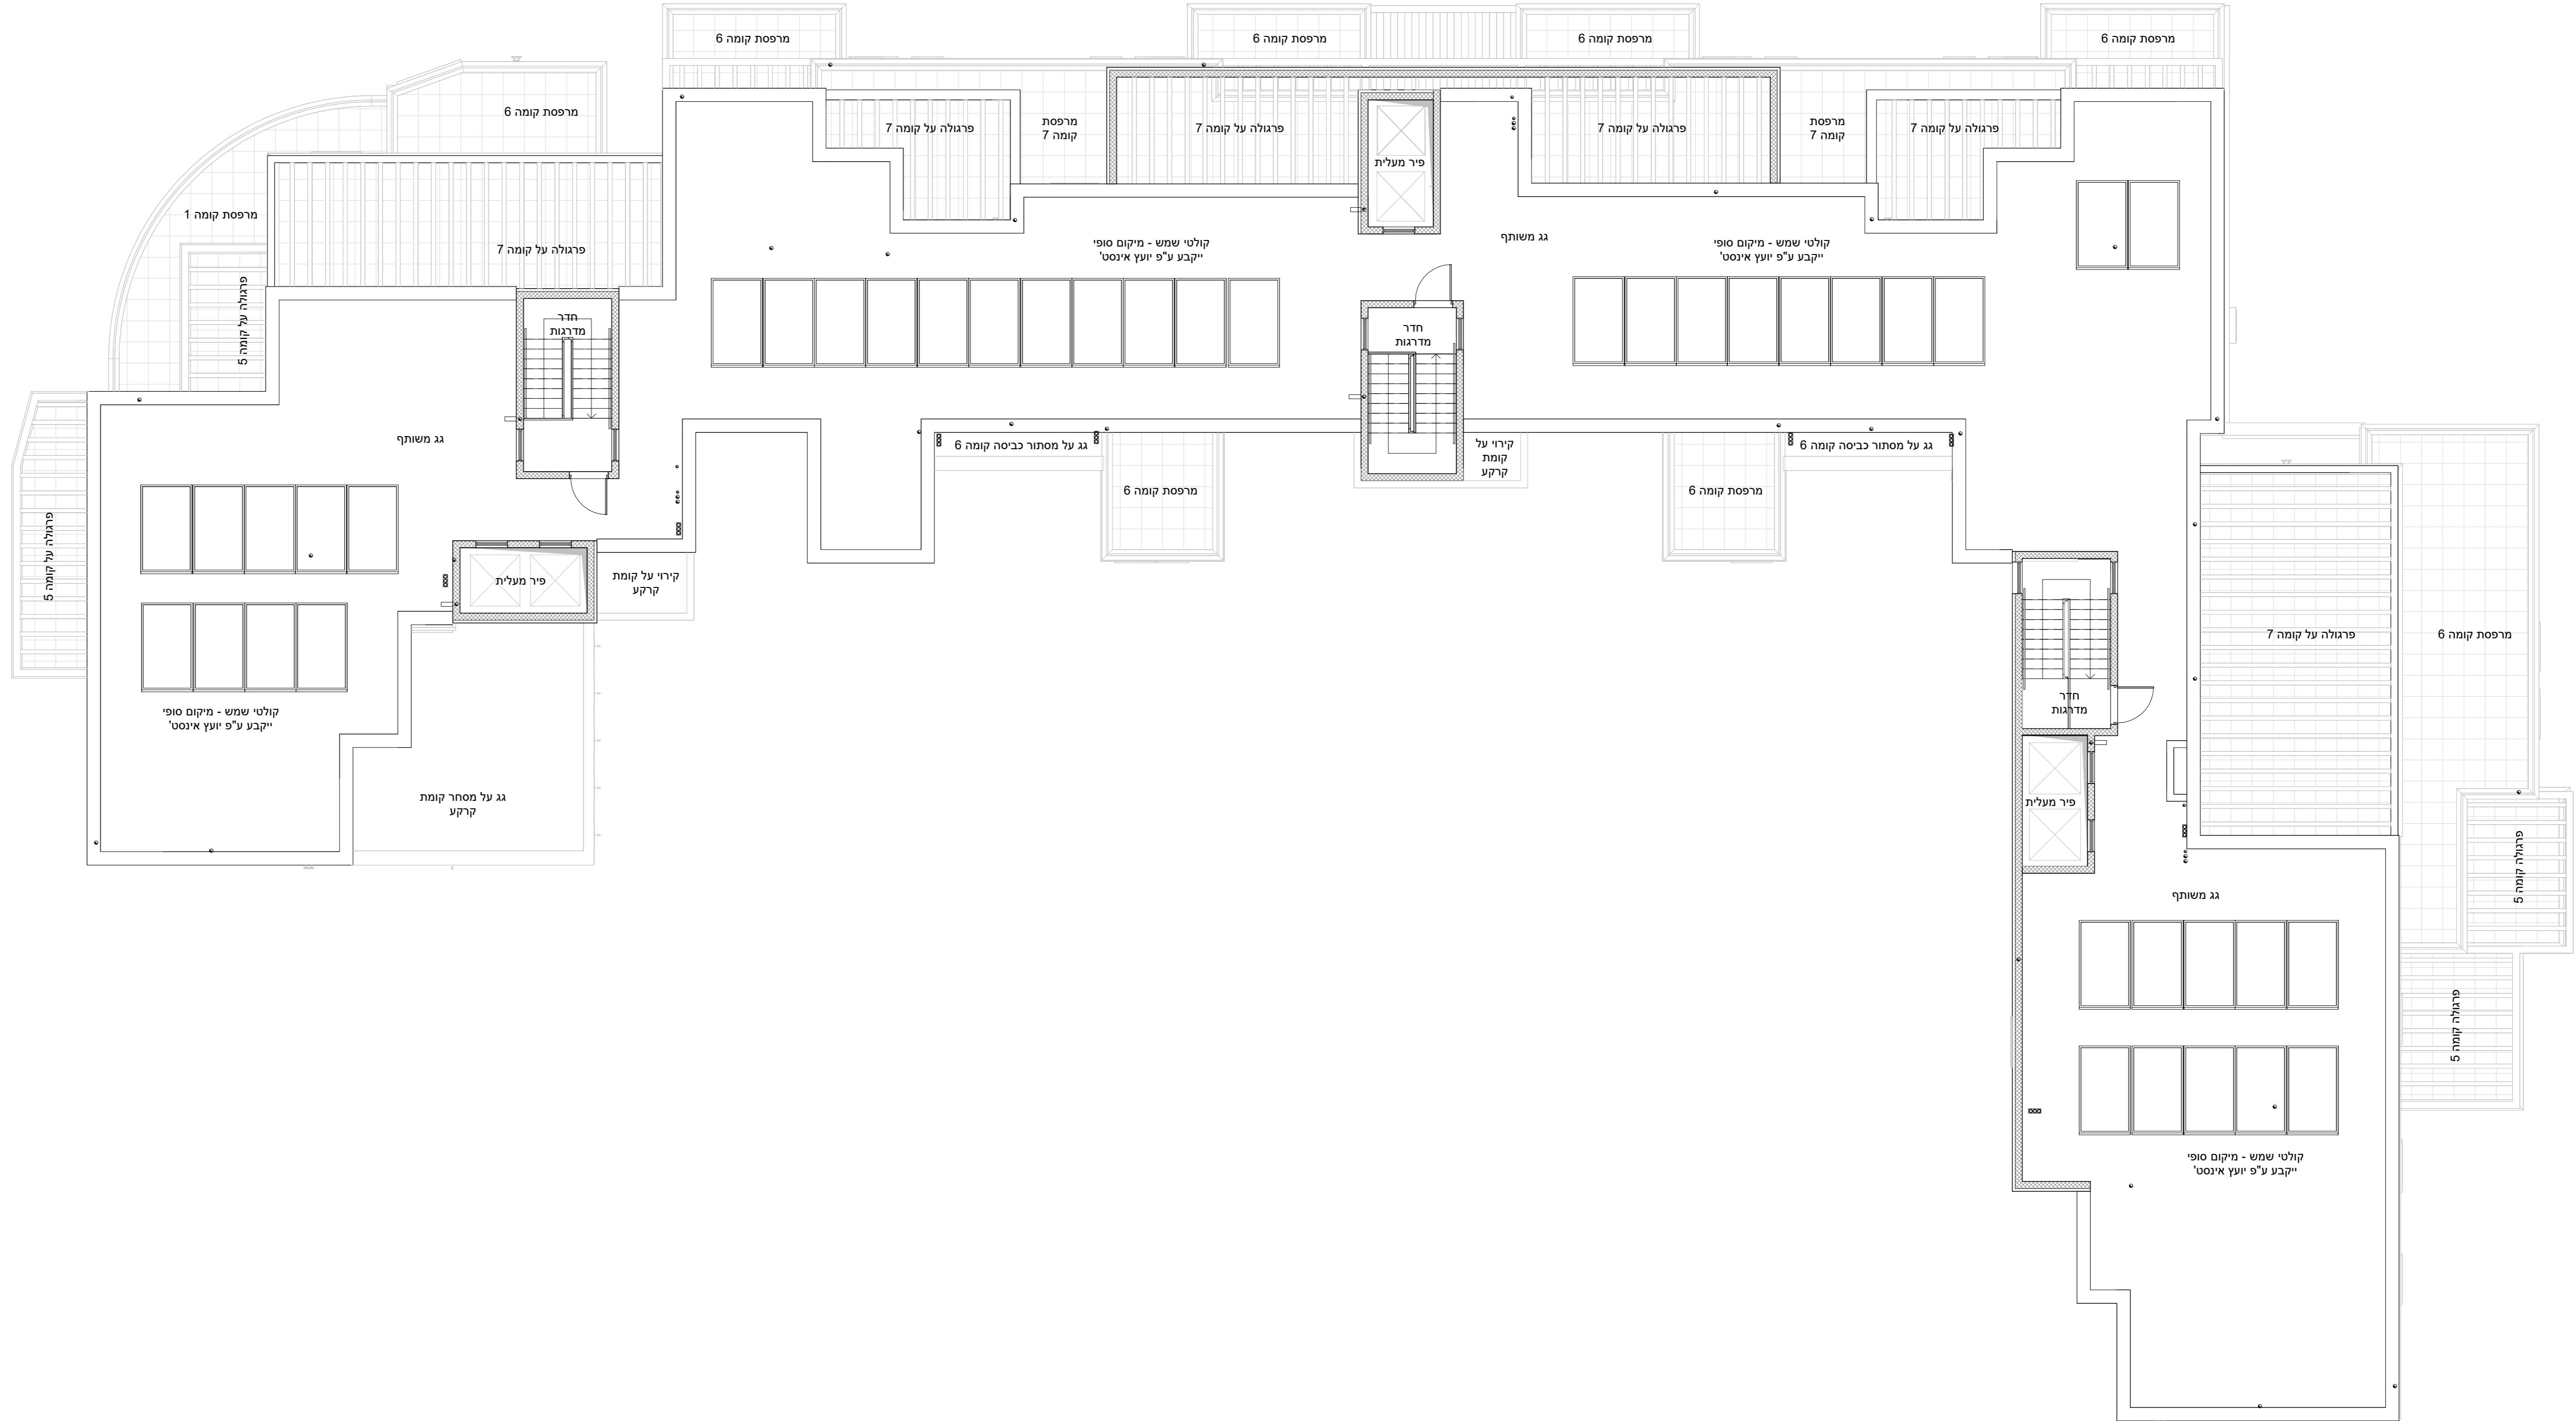 מרפסת קומה 6
מרפסת קומה 6
מרפסת קומה 6
מרפסת קומה 6
מרפסת קומה 6
פרגולה על קומה 7
מרפסת
קומה 7
פרגולה על קומה 7
פיר מעלית
פרגולה על קומה 7
מרפסת
קומה 7
פרגולה על קומה 7
מרפסת קומה 1
פרגולה על קומה 7
קולטי שמש - מיקום סופי
ייקבע ע"פ יועץ אינסט'
גג משותף
קולטי שמש - מיקום סופי
ייקבע ע"פ יועץ אינסט'
פרגולה על קומה 5
חדר
מדרגות
חדר
מדרגות
גג משותף
גג על מסתור כביסה קומה 6
קירוי על
קומת
קרקע
גג על מסתור כביסה קומה 6
מרפסת קומה 6
מרפסת קומה 6
פרגולה על קומה 5
פיר מעלית
קירוי על קומת
קרקע
פרגולה על קומה 7
מרפסת קומה 6
חדר
מדרגות
קולטי שמש - מיקום סופי
ייקבע ע"פ יועץ אינסט'
גג על מסחר קומת
קרקע
פיר מעלית
פרגולה קומה 5
גג משותף
פרגולה קומה 5
קולטי שמש - מיקום סופי
ייקבע ע"פ יועץ אינסט'